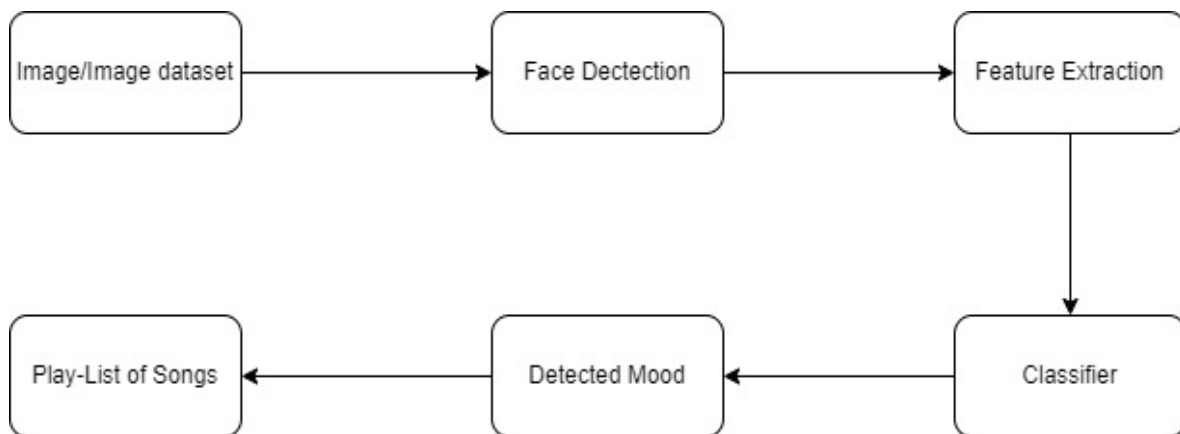 Image/Image dataset
Face Dectection
Feature Extraction
Play-List of Songs
Detected Mood
Classifier